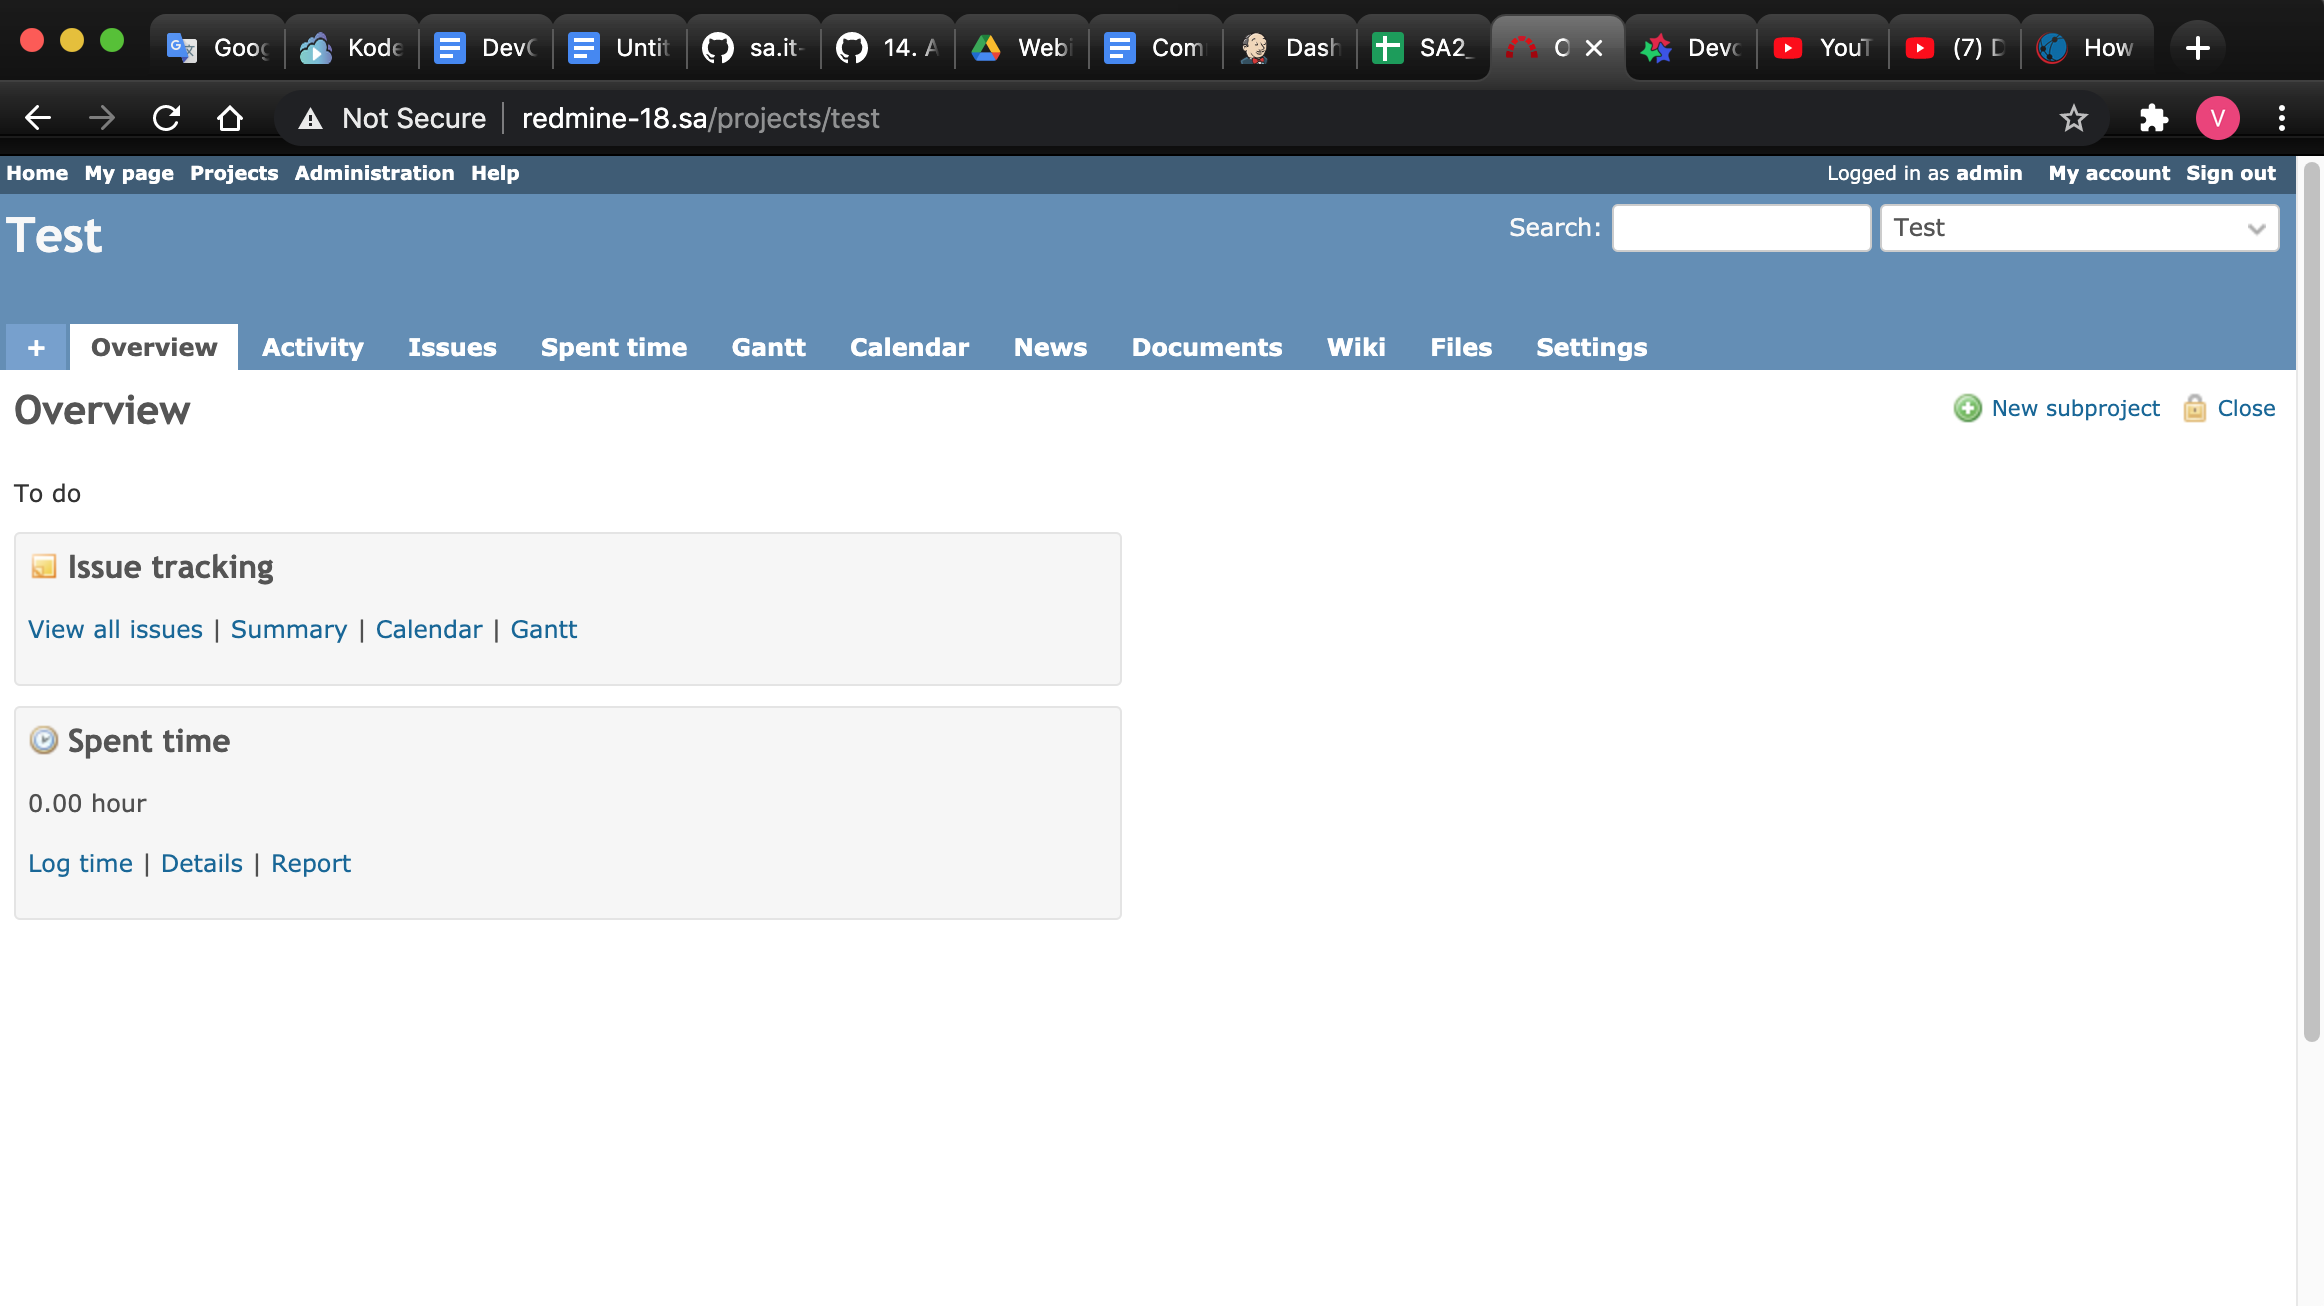 Goog Kode DevO Untit sa.it- 14. A Webi Com Dash SA2_ O Devo YouT (7) D How
Not Secure redmine-18.sa/projects/test V
Home My page Projects Administration Help Logged in as admin My account Sign out
Test Search: Test
+ Overview Activity Issues Spent time Gantt Calendar News Documents Wiki Files Settings
Overview New subproject Close
To do
Issue tracking
View all issues | Summary | Calendar | Gantt
Spent time
0.00 hour
Log time | Details | Report